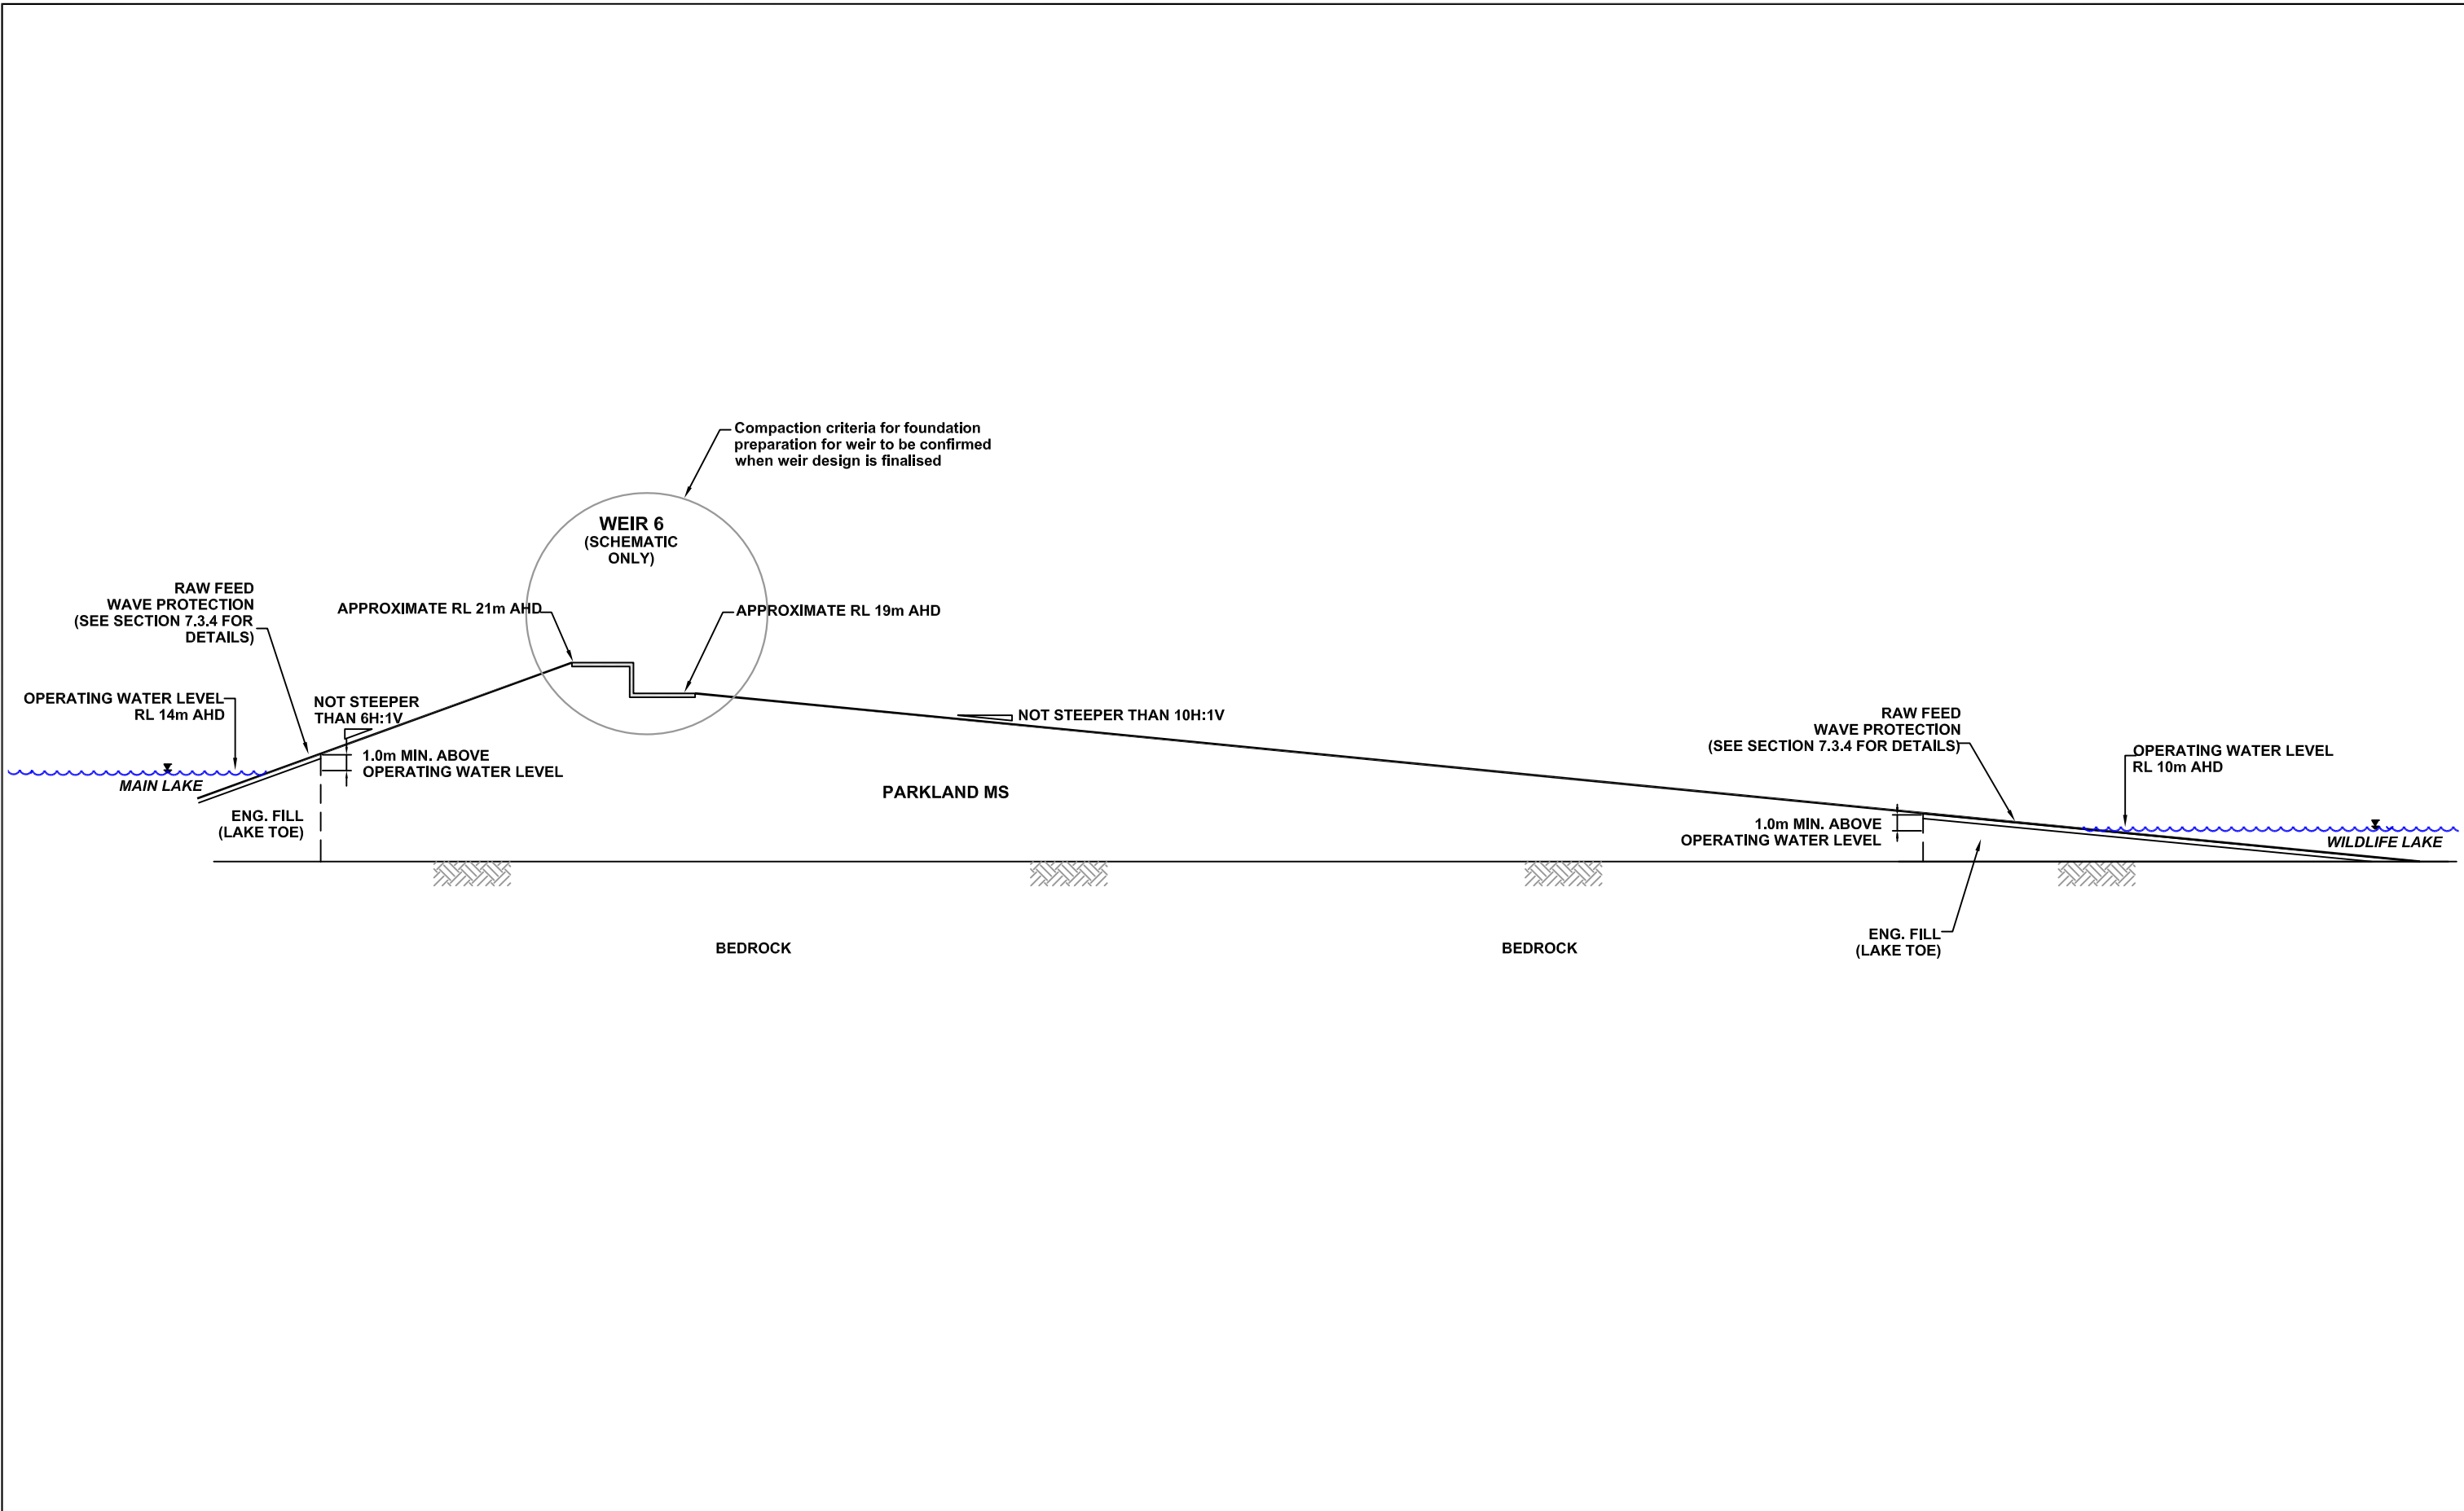 Compaction criteria for foundation
preparation for weir to be confirmed
when weir design is finalised
WEIR 6
(SCHEMATIC
ONLY)
RAW FEED
WAVE PROTECTION
(SEE SECTION 7.3.4 FOR
DETAILS)
APPROXIMATE RL 21m AHD
APPROXIMATE RL 19m AHD
OPERATING WATER LEVEL
RL 14m AHD
NOT STEEPER
THAN 6H:1V
NOT STEEPER THAN 10H:1V
RAW FEED
WAVE PROTECTION
(SEE SECTION 7.3.4 FOR DETAILS)
OPERATING WATER LEVEL
RL 10m AHD
1.0m MIN. ABOVE
OPERATING WATER LEVEL
MAIN LAKE
PARKLAND MS
ENG. FILL
(LAKE TOE)
1.0m MIN. ABOVE
OPERATING WATER LEVEL
WILDLIFE LAKE
BEDROCK
BEDROCK
ENG. FILL
(LAKE TOE)